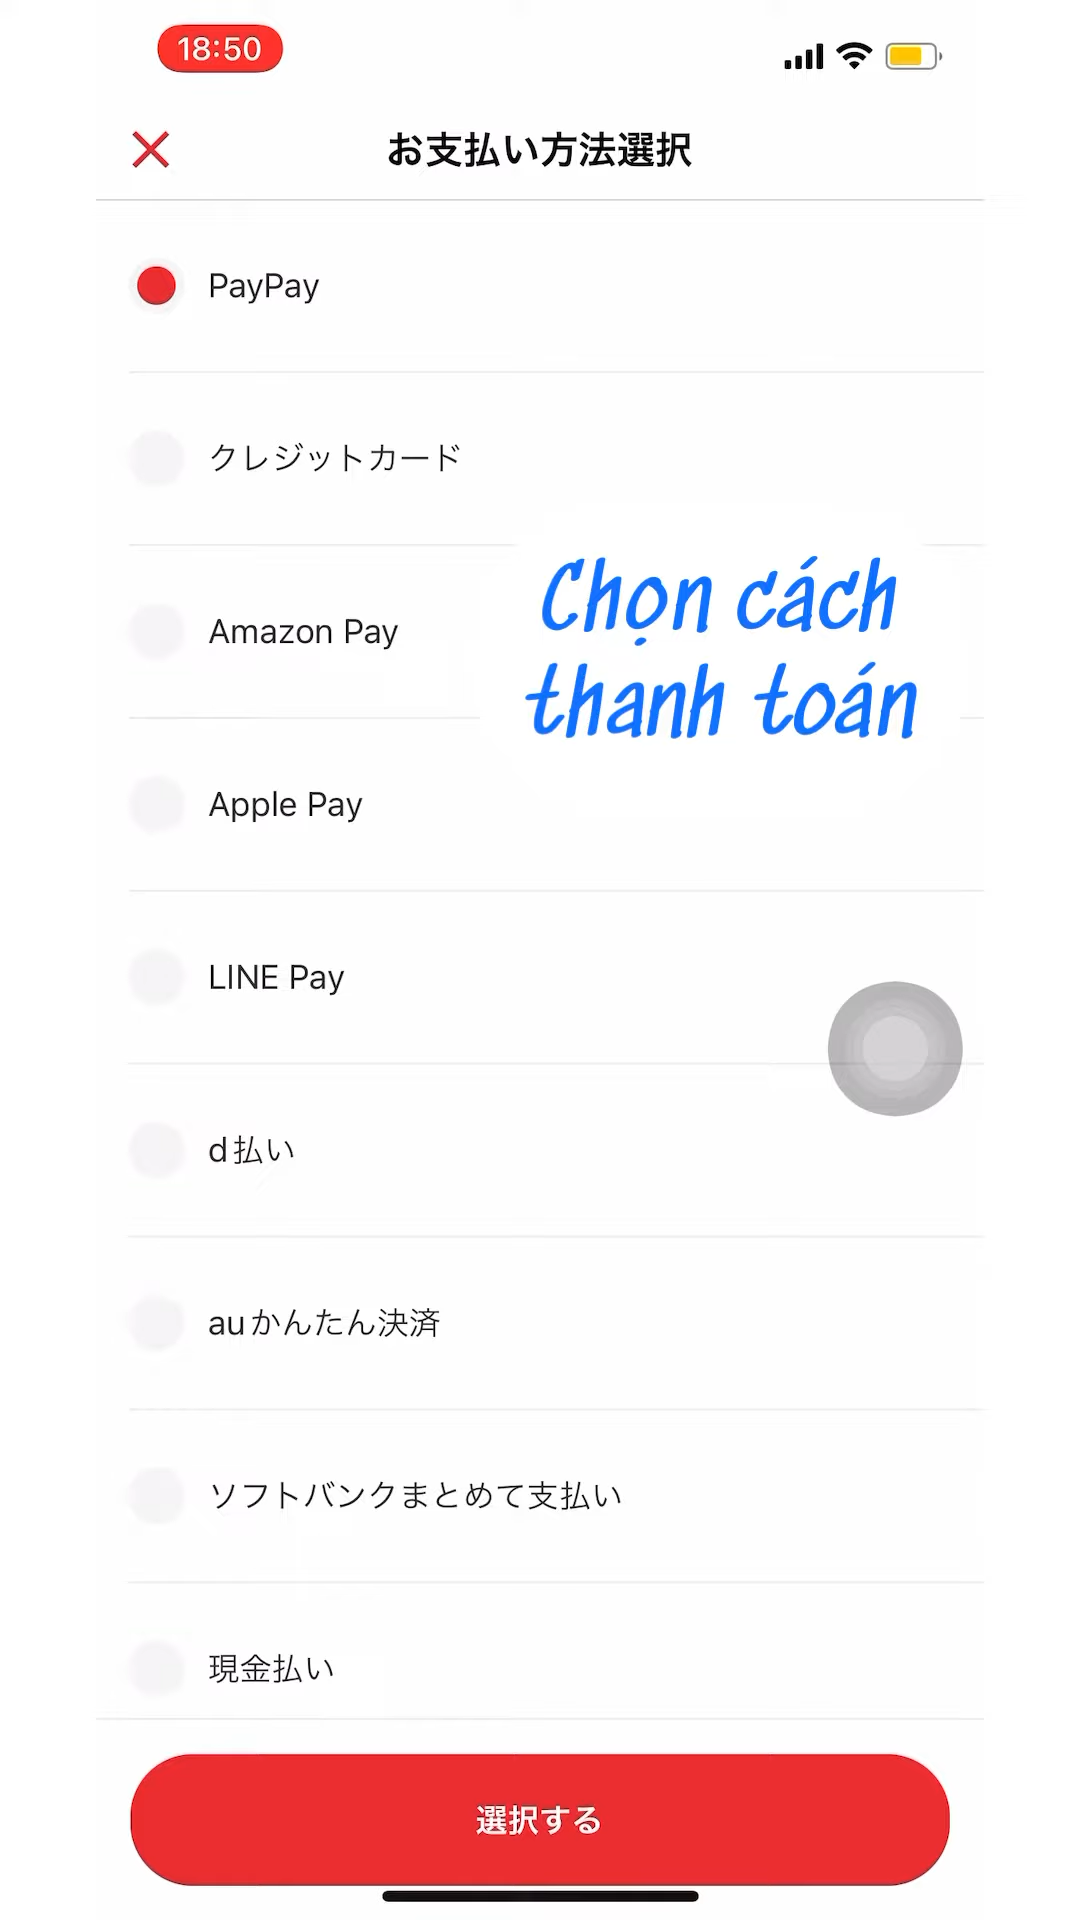 18:50
お支払い方法選択
PayPay
クレジットカード
Chọn cách
thanh toán
Amazon Pay
Apple Pay
LINE Pay
d払い
auかんたん決済
ソフトバンクまとめて支払い
現金払い
選択する